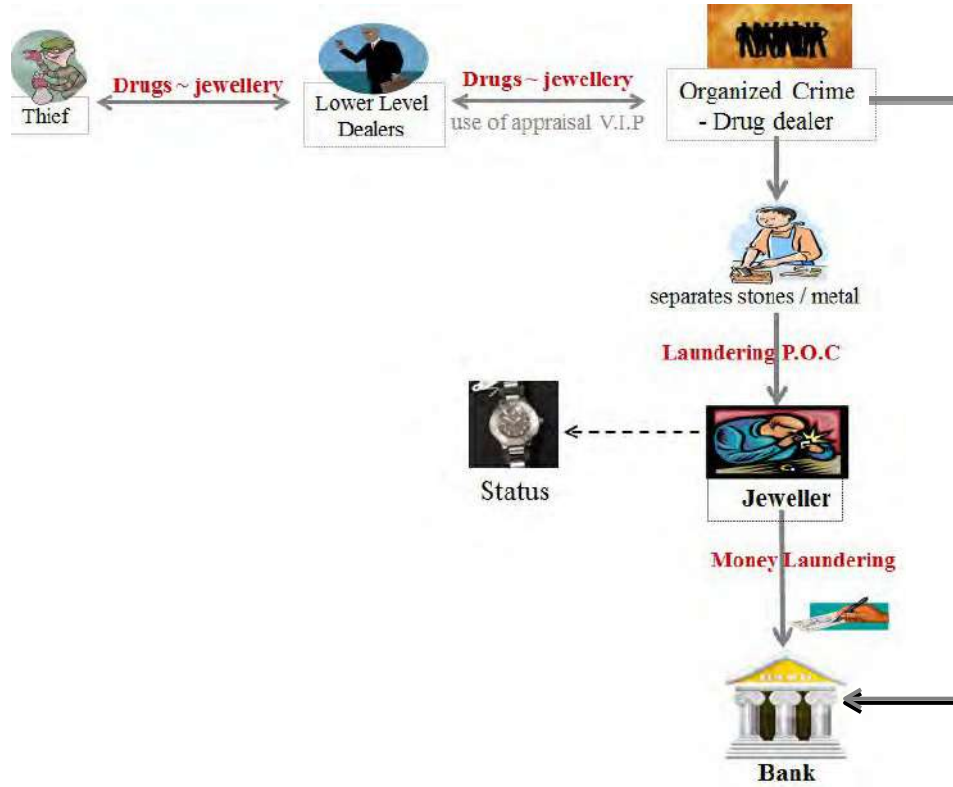 Drugs ~ jewellery
Thief
Lower Level
Dealers
Drugs ~ jewellery
use of appraisal V.I.P
Organized Crime
- Drug dealer
separates stones / metal
Laundering P.O.C
Status
Jeweller
Money Laundering
Bank